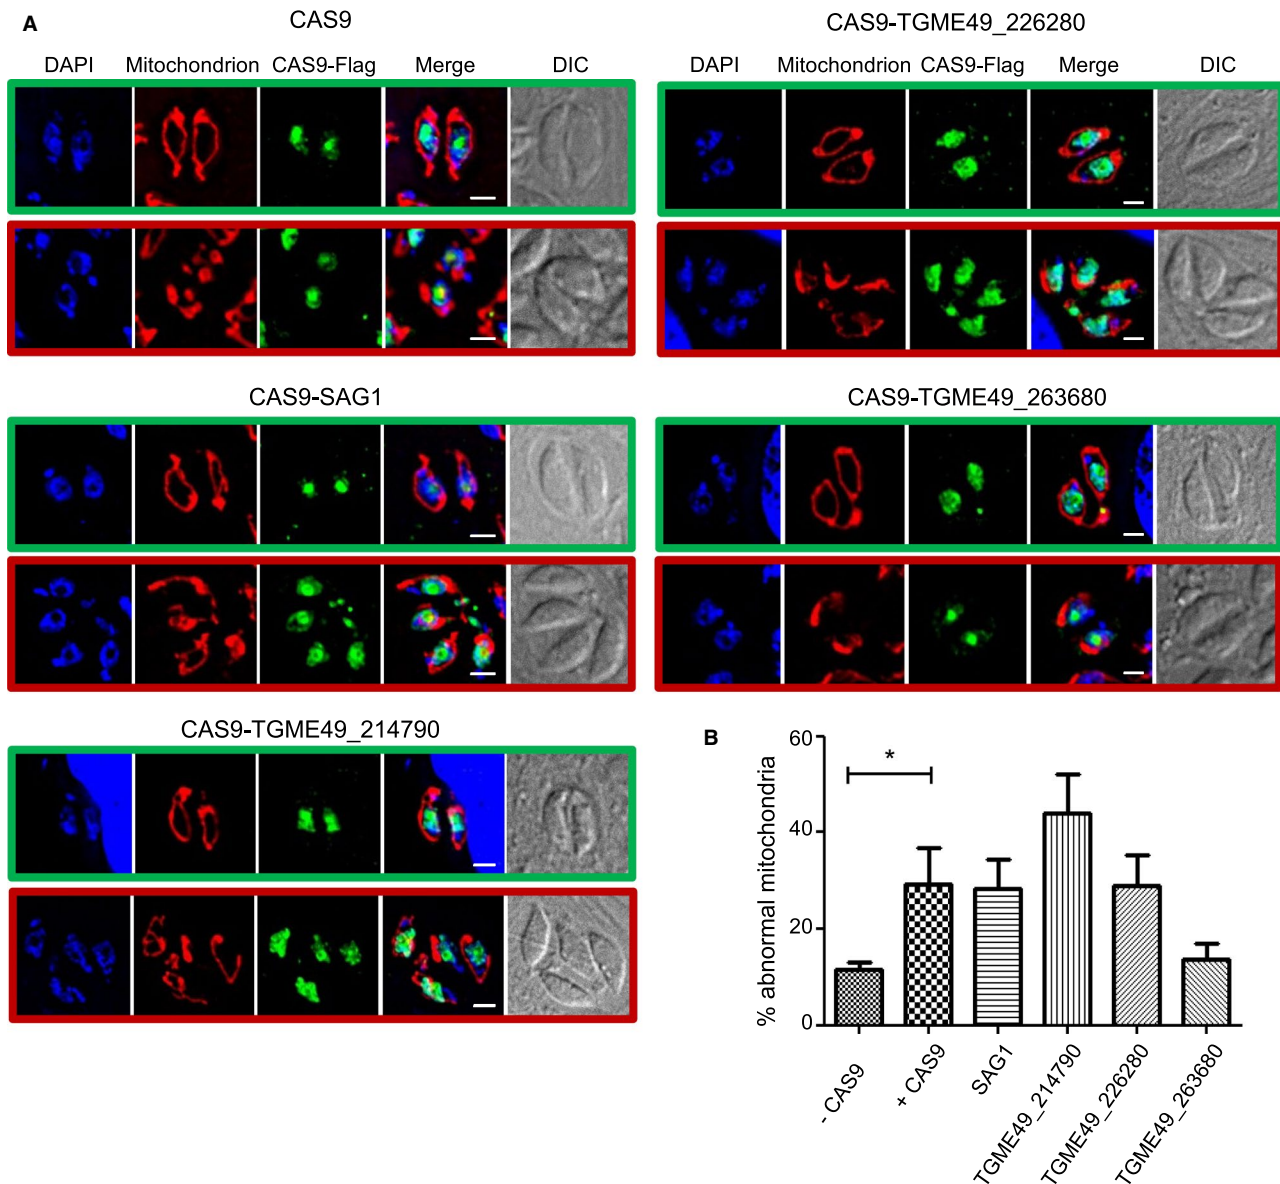 A
CAS9
DAPI Mitochondrion CAS9-Flag Merge DIC
CAS9-TGME49_226280
DAPI Mitochondrion CAS9-Flag Merge DIC
CAS9-SAG1
CAS9-TGME49_263680
CAS9-TGME49_214790
B
% abnormal mitochondria
60
40
20
0
*
- CAS9
+ CAS9
SAG1
TGME49_214790
TGME49_226280
TGME49_263680